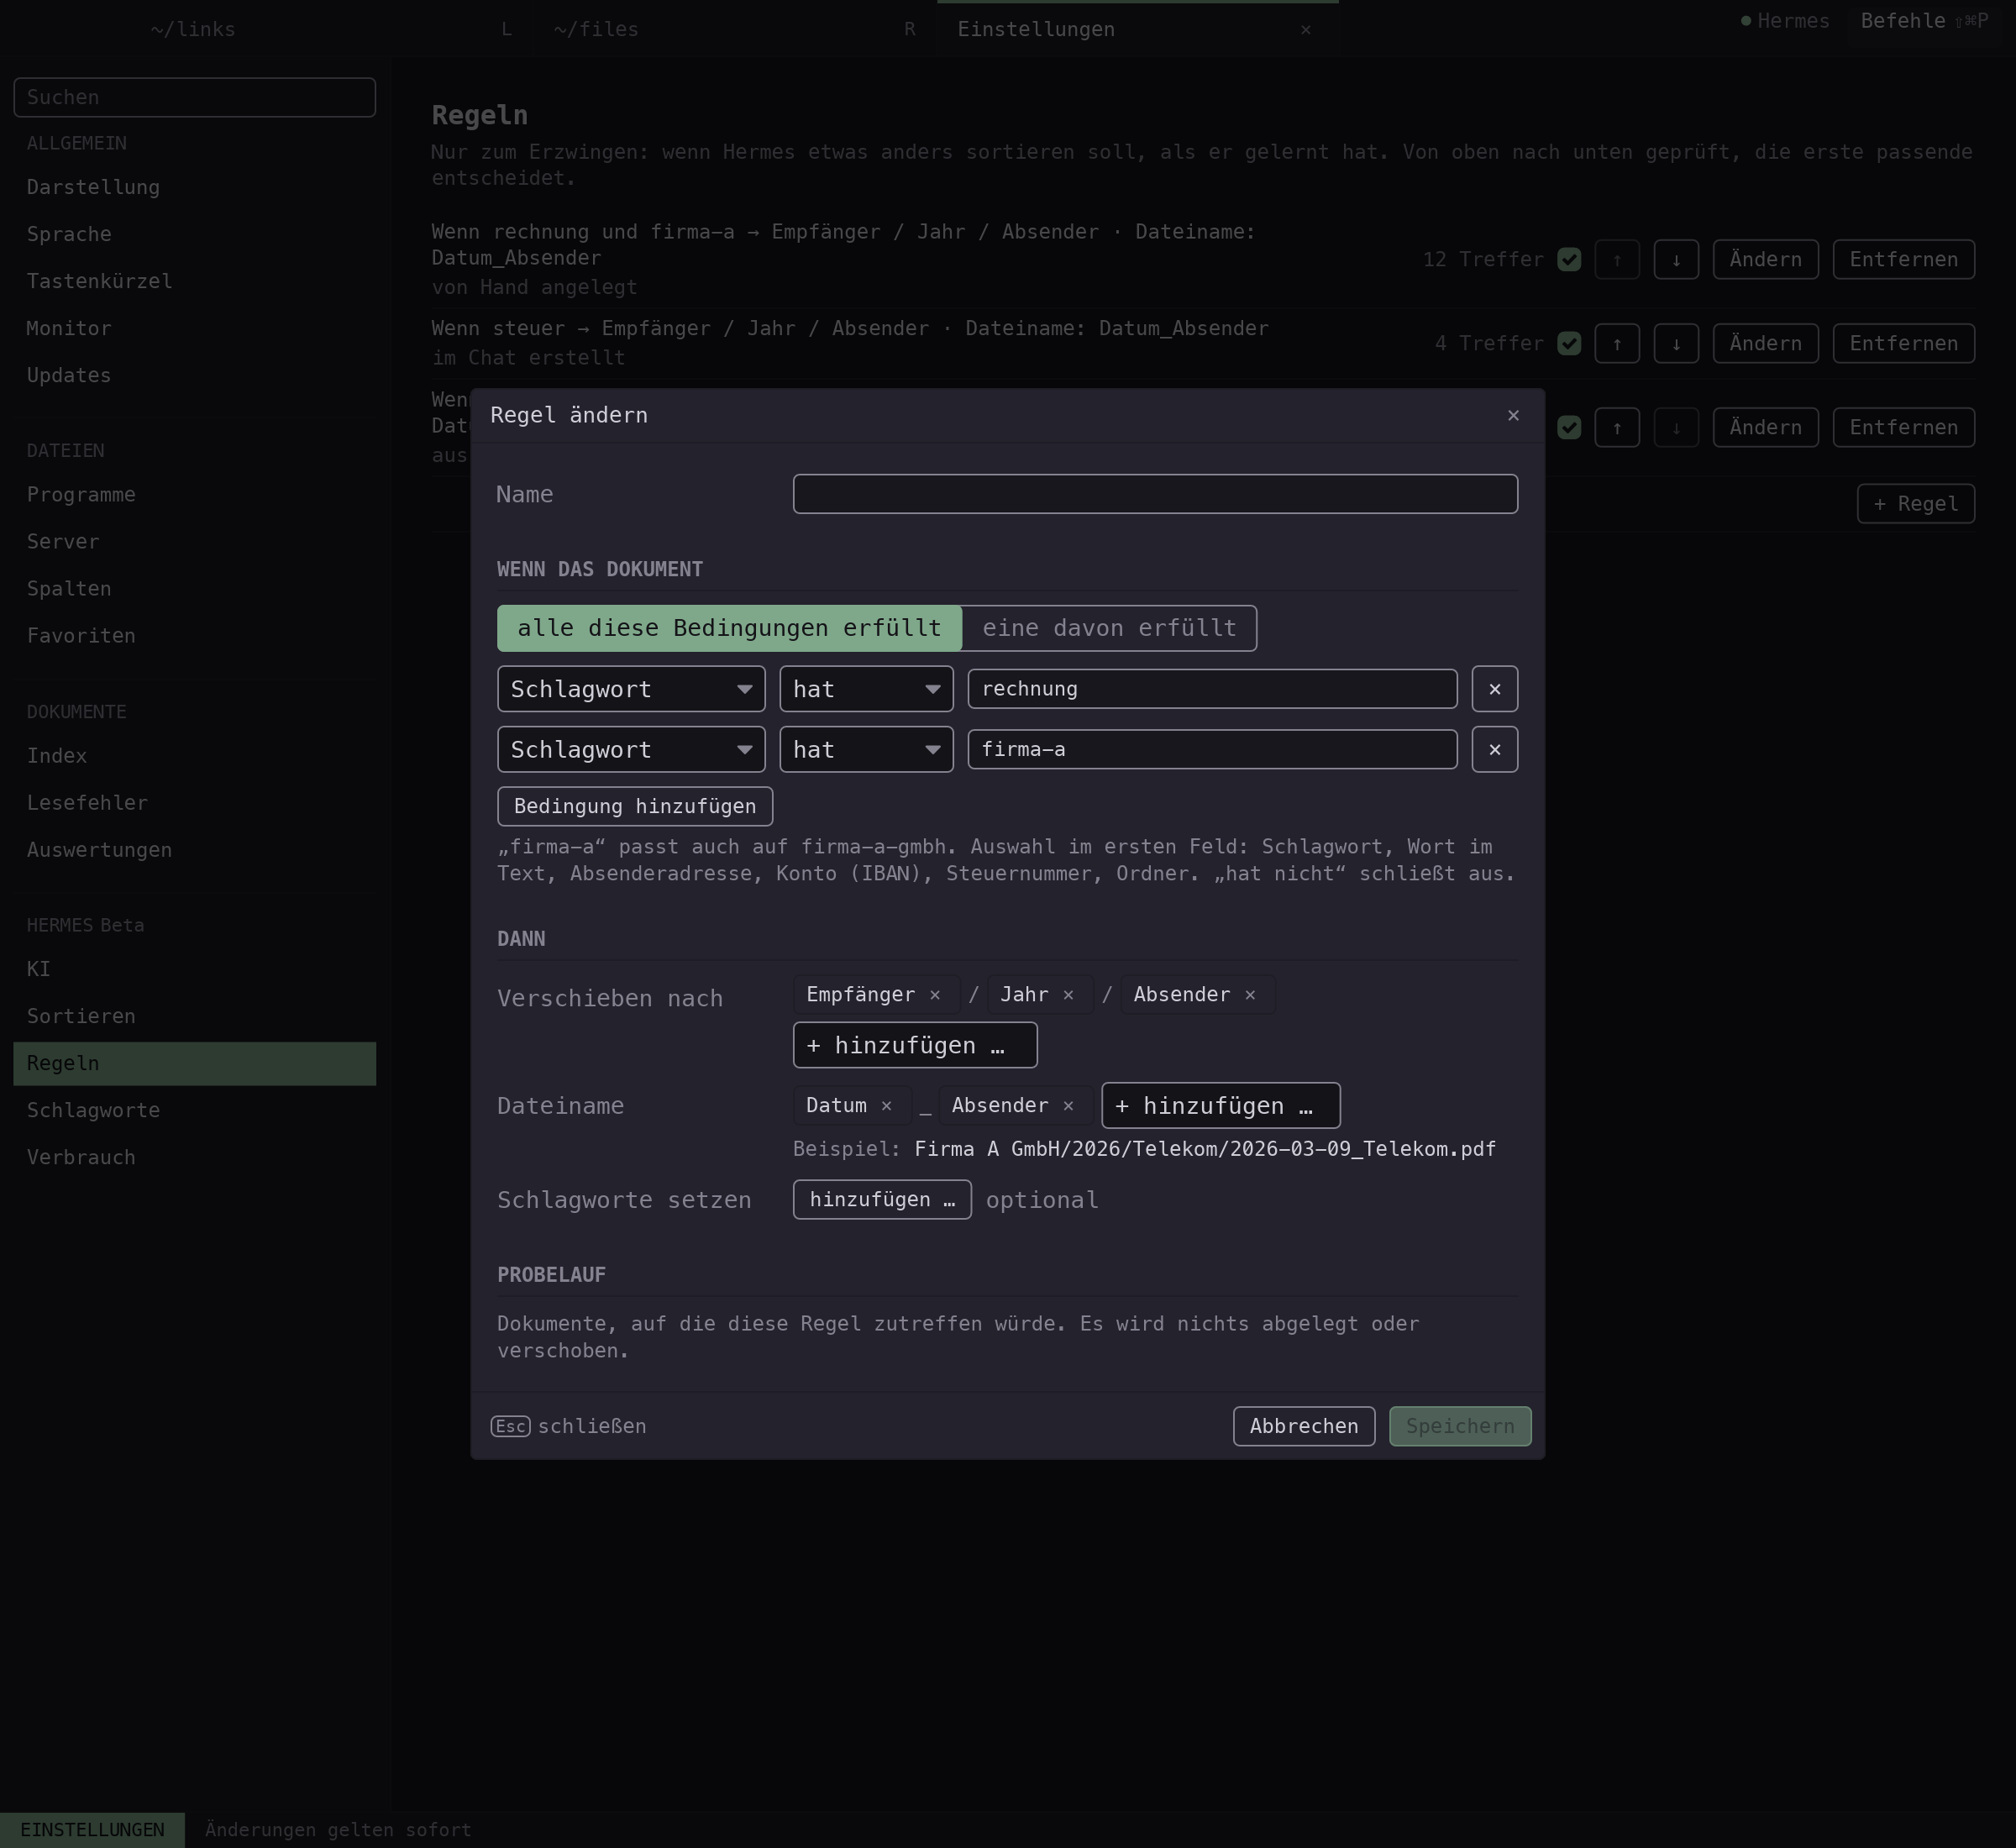 ~/links L ~/files R Einstellungen × Hermes Befehle ⇧⌘P
Suchen
ALLGEMEIN
Darstellung
Sprache
Tastenkürzel
Monitor
Updates
DATEIEN
Programme
Server
Spalten
Favoriten
DOKUMENTE
Index
Lesefehler
Auswertungen
HERMES Beta
KI
Sortieren
Regeln
Schlagworte
Verbrauch
Regeln
Nur zum Erzwingen: wenn Hermes etwas anders sortieren soll, als er gelernt hat. Von oben nach unten geprüft, die erste passende
entscheidet.
Wenn rechnung und firma-a → Empfänger / Jahr / Absender · Dateiname:
Datum_Absender
von Hand angelegt
12 Treffer ↑ ↓ Ändern Entfernen
Wenn steuer → Empfänger / Jahr / Absender · Dateiname: Datum_Absender
im Chat erstellt
4 Treffer ↑ ↓ Ändern Entfernen
aus
↑ ↓ Ändern Entfernen
+ Regel
Regel ändern ×
Name
WENN DAS DOKUMENT
alle diese Bedingungen erfüllt eine davon erfüllt
Schlagwort hat rechnung ×
Schlagwort hat firma-a ×
Bedingung hinzufügen
„firma-a“ passt auch auf firma-a-gmbh. Auswahl im ersten Feld: Schlagwort, Wort im
Text, Absenderadresse, Konto (IBAN), Steuernummer, Ordner. „hat nicht“ schließt aus.
DANN
Verschieben nach Empfänger × / Jahr × / Absender ×
+ hinzufügen …
Dateiname Datum × _ Absender × + hinzufügen …
Beispiel: Firma A GmbH/2026/Telekom/2026-03-09_Telekom.pdf
Schlagworte setzen hinzufügen … optional
PROBELAUF
Dokumente, auf die diese Regel zutreffen würde. Es wird nichts abgelegt oder
verschoben.
Esc schließen Abbrechen Speichern
EINSTELLUNGEN Änderungen gelten sofort